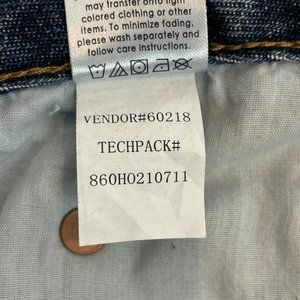 may transfer onto light
colored clothing or other
items. To minimize fading,
please wash separately and
follow care instructions.
VENDOR#60218
TECHPACK#
860H0210711